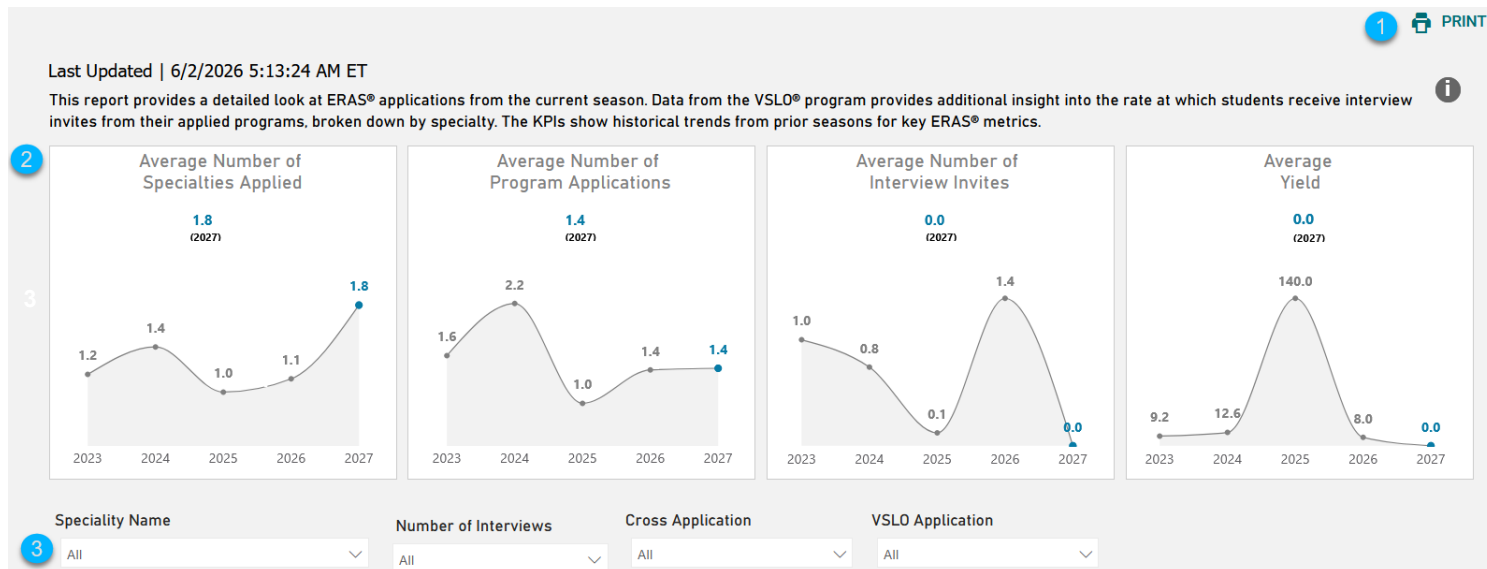 1 PRINT
Last Updated | 6/2/2026 5:13:24 AM ET
i
This report provides a detailed look at ERAS® applications from the current season. Data from the VSLO® program provides additional insight into the rate at which students receive interview
invites from their applied programs, broken down by specialty. The KPIs show historical trends from prior seasons for key ERAS® metrics.
2
Average Number of
Specialties Applied
1.8
(2027)
3
1.2
1.4
1.0
1.1
1.8
2023 2024 2025 2026 2027
Average Number of
Program Applications
1.4
(2027)
1.6
2.2
1.0
1.4
1.4
2023 2024 2025 2026 2027
Average Number of
Interview Invites
0.0
(2027)
1.0
0.8
0.1
1.4
0.0
2023 2024 2025 2026 2027
Average
Yield
0.0
(2027)
9.2
12.6
140.0
8.0
0.0
2023 2024 2025 2026 2027
3
Speciality Name
All
Number of Interviews
All
Cross Application
All
VSLO Application
All